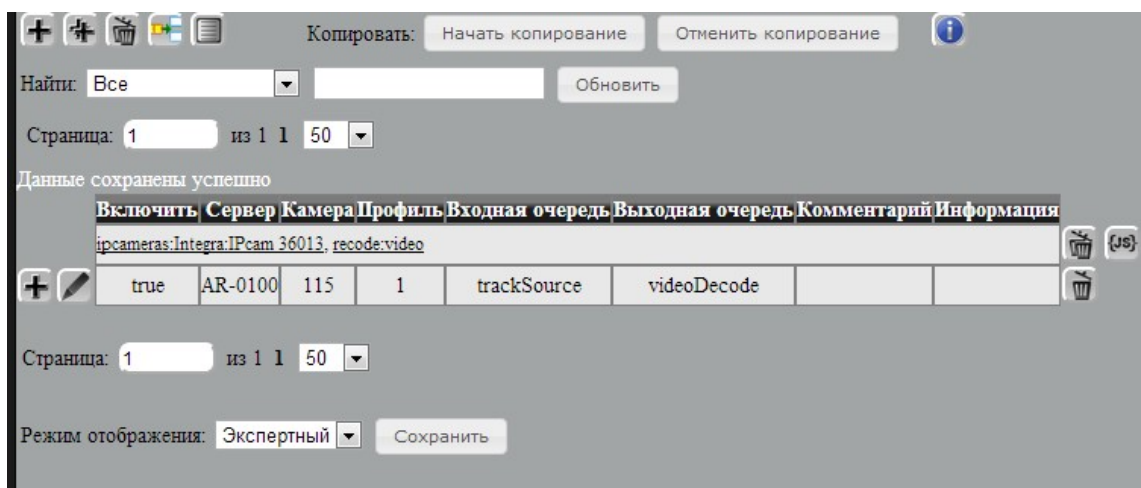 Копировать: Начать копирование Отменить копирование
Найти: Все Обновить
Страница: 1 из 1 1 50
Данные сохранены успешно
Включить Сервер Камера Профиль Входная очередь Выходная очередь Комментарий Информация
ipcameras:Integra:IPcam 36013, recode:video
{JS}
true AR-0100 115 1 trackSource videoDecode
Страница: 1 из 1 1 50
Режим отображения: Экспертный Сохранить